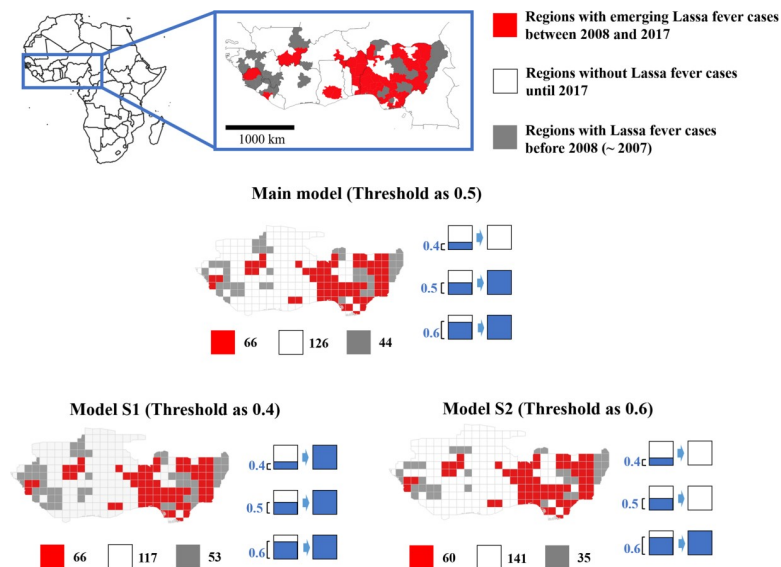 Regions with emerging Lassa fever cases
between 2008 and 2017
Regions without Lassa fever cases
until 2017
Regions with Lassa fever cases
before 2008 (~ 2007)
1000 km
Main model (Threshold as 0.5)
0.4
0.5
0.6
66 126 44
Model S1 (Threshold as 0.4)
0.4
0.5
0.6
66 117 53
Model S2 (Threshold as 0.6)
0.4
0.5
0.6
60 141 35